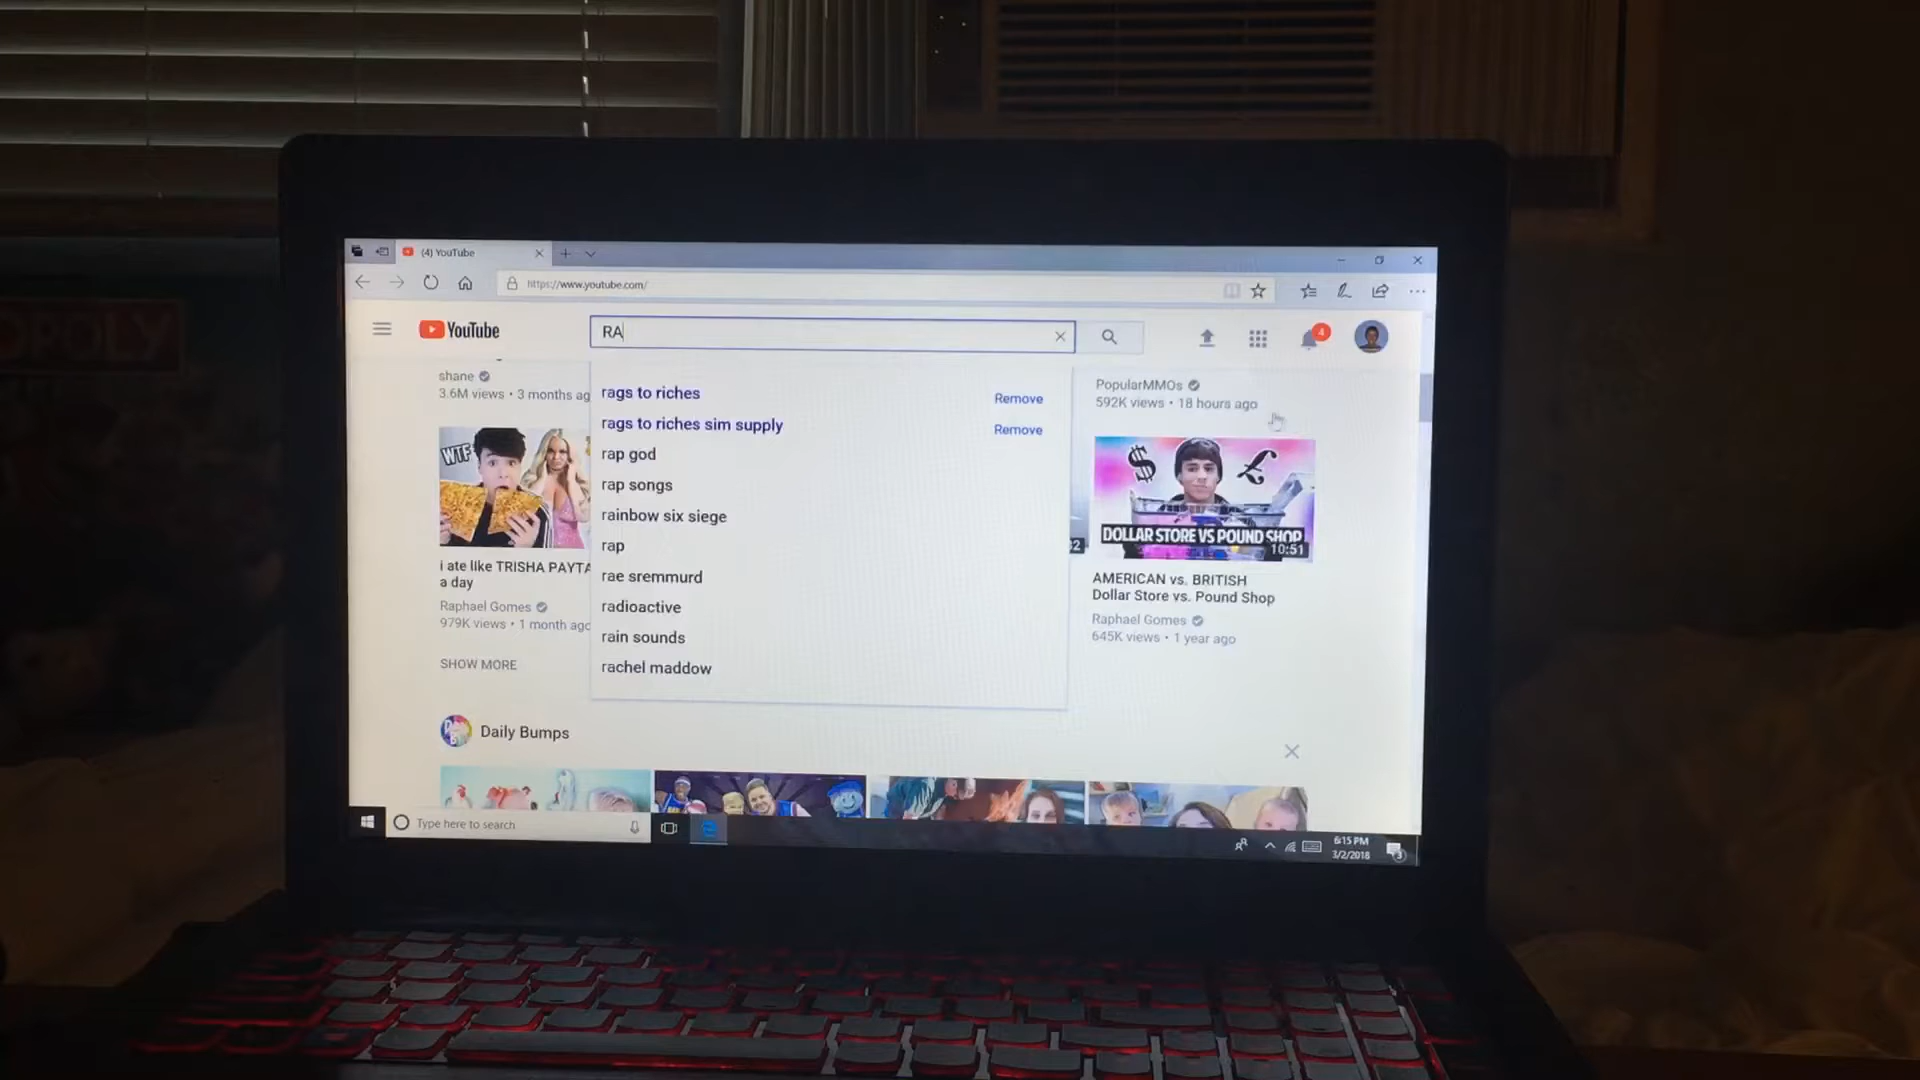 (4) YouTube
https://www.youtube.com/
YouTube
RA
4
shane
3.6M views • 3 months ag
rags to riches
Remove
rags to riches sim supply
Remove
rap god
rap songs
rainbow six siege
rap
rae sremmurd
radioactive
rain sounds
rachel maddow
PopularMMOs
592K views • 18 hours ago
WTF
$ £
DOLLAR STORE VS POUND SHOP
10:51
i ate like TRISHA PAYTA
a day
Raphael Gomes
979K views • 1 month ago
AMERICAN vs. BRITISH
Dollar Store vs. Pound Shop
Raphael Gomes
645K views • 1 year ago
SHOW MORE
Daily Bumps
Type here to search
6:15 PM
3/2/2018
3
OPOLY